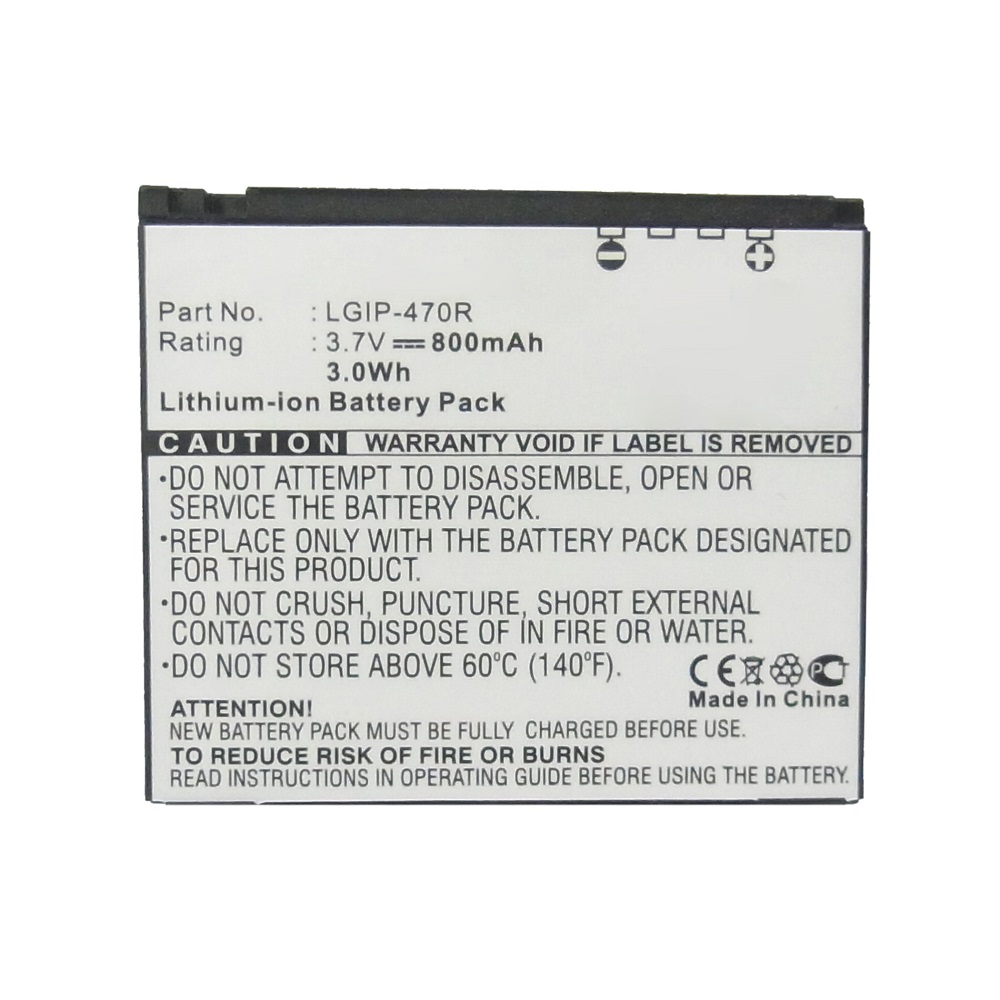 Part No. : LGIP-470R
Rating : 3.7V ⎓ 800mAh
3.0Wh
Lithium-ion Battery Pack
CAUTION WARRANTY VOID IF LABEL IS REMOVED
•DO NOT ATTEMPT TO DISASSEMBLE, OPEN OR
SERVICE THE BATTERY PACK.
•REPLACE ONLY WITH THE BATTERY PACK DESIGNATED
FOR THIS PRODUCT.
•DO NOT CRUSH, PUNCTURE, SHORT EXTERNAL
CONTACTS OR DISPOSE OF IN FIRE OR WATER.
•DO NOT STORE ABOVE 60°C (140°F).
CE PCT
Made In China
ATTENTION!
NEW BATTERY PACK MUST BE FULLY CHARGED BEFORE USE.
TO REDUCE RISK OF FIRE OR BURNS
READ INSTRUCTIONS IN OPERATING GUIDE BEFORE USING THE BATTERY.